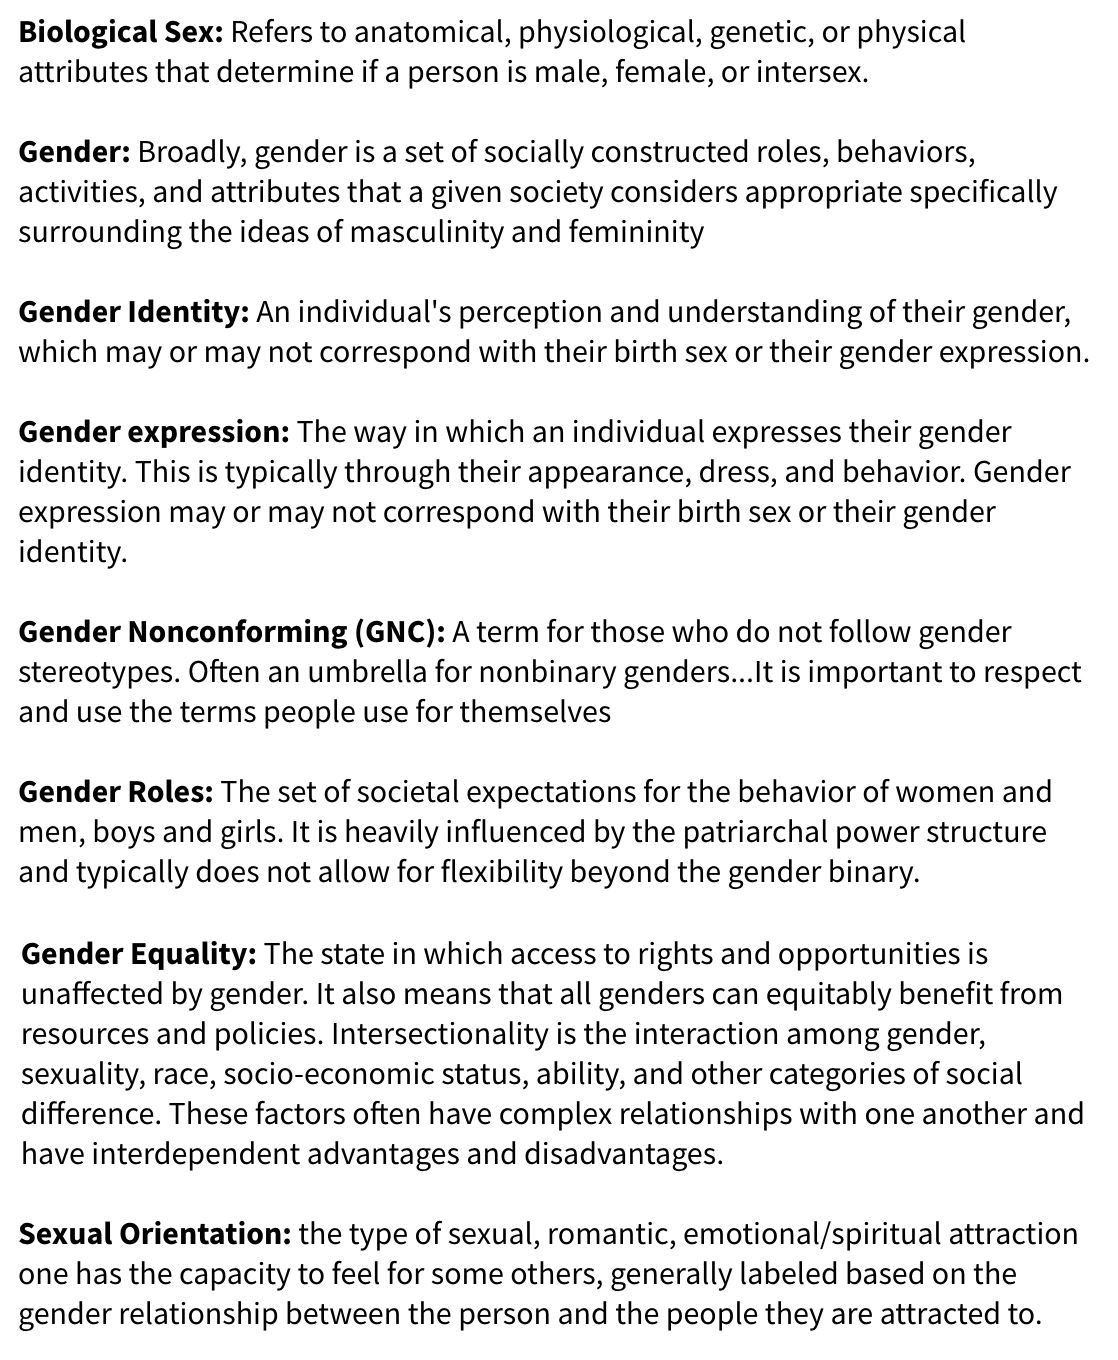 Biological Sex: Refers to anatomical, physiological, genetic, or physical
attributes that determine if a person is male, female, or intersex.
Gender: Broadly, gender is a set of socially constructed roles, behaviors,
activities, and attributes that a given society considers appropriate specifically
surrounding the ideas of masculinity and femininity
Gender Identity: An individual's perception and understanding of their gender,
which may or may not correspond with their birth sex or their gender expression.
Gender expression: The way in which an individual expresses their gender
identity. This is typically through their appearance, dress, and behavior. Gender
expression may or may not correspond with their birth sex or their gender
identity.
Gender Nonconforming (GNC): A term for those who do not follow gender
stereotypes. Often an umbrella for nonbinary genders...It is important to respect
and use the terms people use for themselves
Gender Roles: The set of societal expectations for the behavior of women and
men, boys and girls. It is heavily influenced by the patriarchal power structure
and typically does not allow for flexibility beyond the gender binary.
Gender Equality: The state in which access to rights and opportunities is
unaffected by gender. It also means that all genders can equitably benefit from
resources and policies. Intersectionality is the interaction among gender,
sexuality, race, socio-economic status, ability, and other categories of social
difference. These factors often have complex relationships with one another and
have interdependent advantages and disadvantages.
Sexual Orientation: the type of sexual, romantic, emotional/spiritual attraction
one has the capacity to feel for some others, generally labeled based on the
gender relationship between the person and the people they are attracted to.